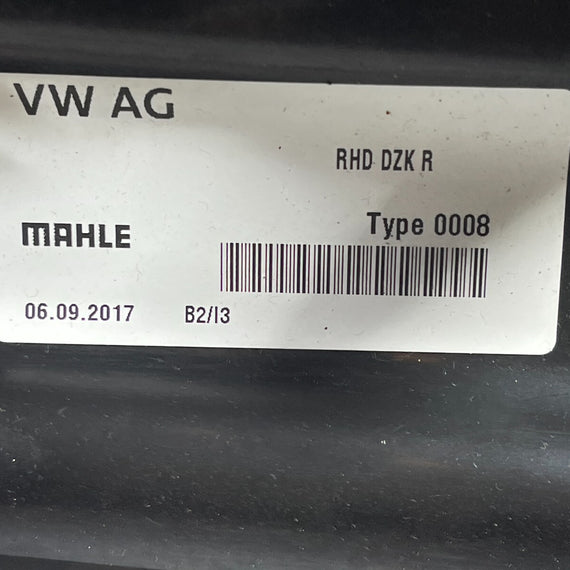 VW AG
RHD DZK R
Type 0008
MAHLE
06.09.2017 B2/I3